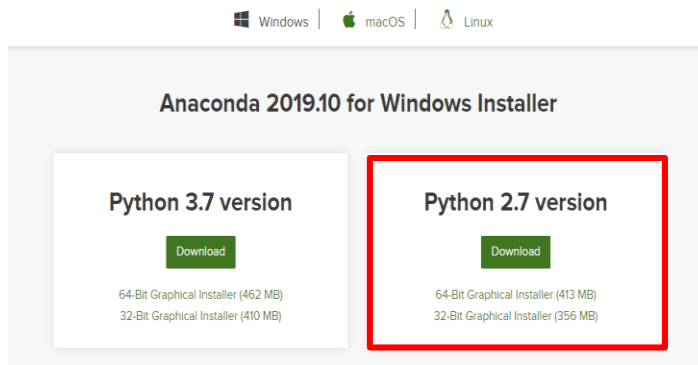 Windows macOS Linux
Anaconda 2019.10 for Windows Installer
Python 3.7 version
Download
64-Bit Graphical Installer (462 MB)
32-Bit Graphical Installer (410 MB)
Python 2.7 version
Download
64-Bit Graphical Installer (413 MB)
32-Bit Graphical Installer (356 MB)